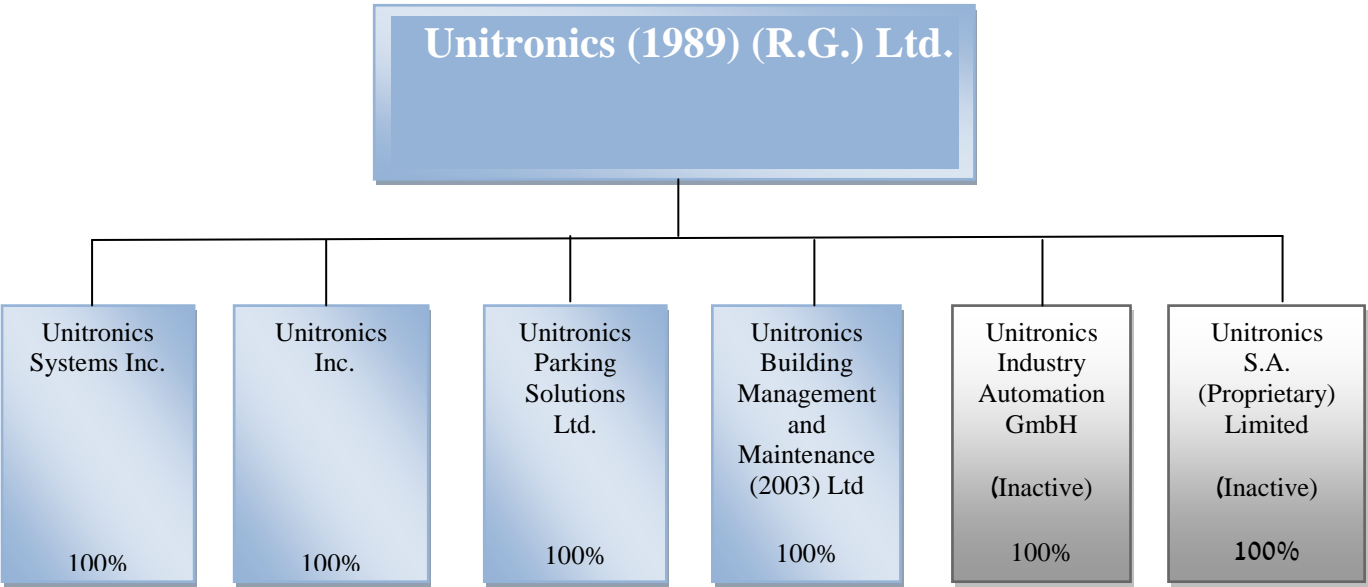 Unitronics (1989) (R.G.) Ltd.
Unitronics
Systems Inc.
100%
Unitronics
Inc.
100%
Unitronics
Parking
Solutions
Ltd.
100%
Unitronics
Building
Management
and
Maintenance
(2003) Ltd
100%
Unitronics
Industry
Automation
GmbH
(Inactive)
100%
Unitronics
S.A.
(Proprietary)
Limited
(Inactive)
100%